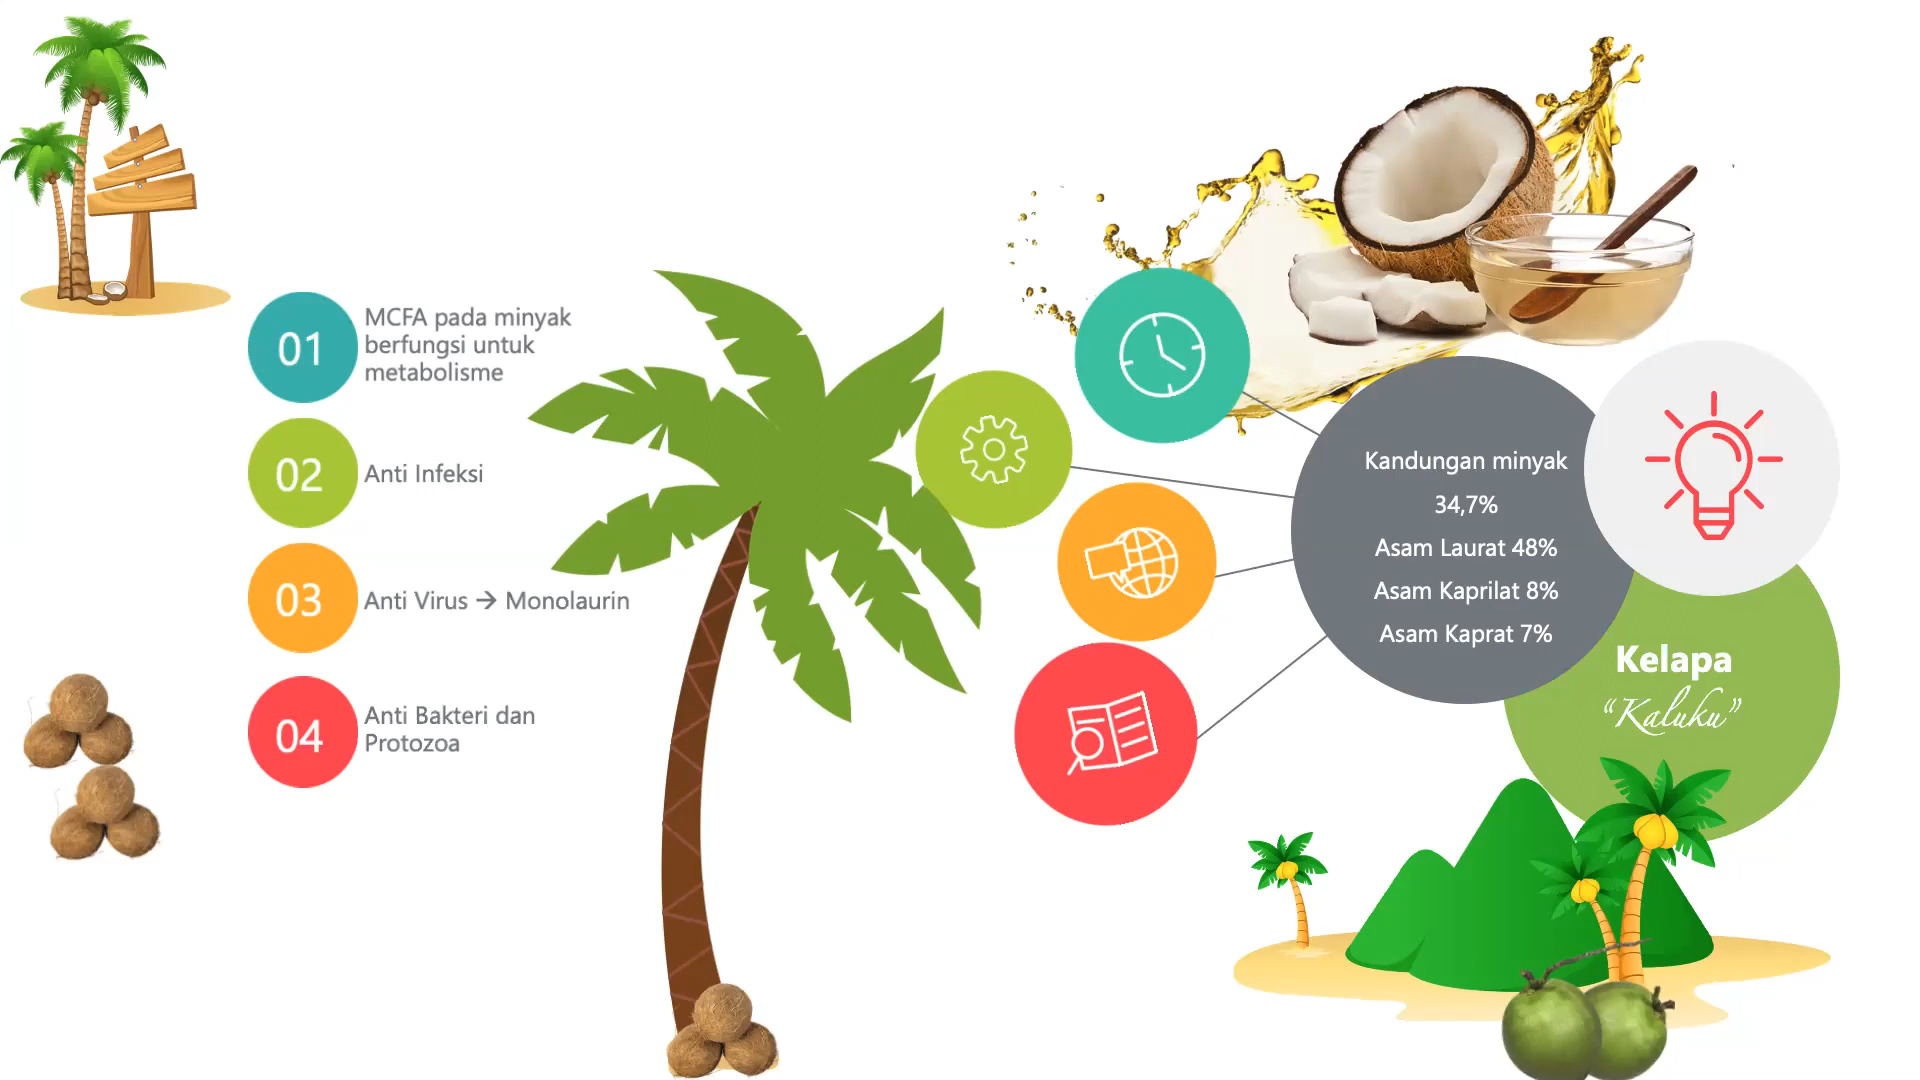 01
MCFA pada minyak
berfungsi untuk
metabolisme
02
Anti Infeksi
03
Anti Virus → Monolaurin
04
Anti Bakteri dan
Protozoa
Kandungan minyak
34,7%
Asam Laurat 48%
Asam Kaprilat 8%
Asam Kaprat 7%
Kelapa
“Kaluku”